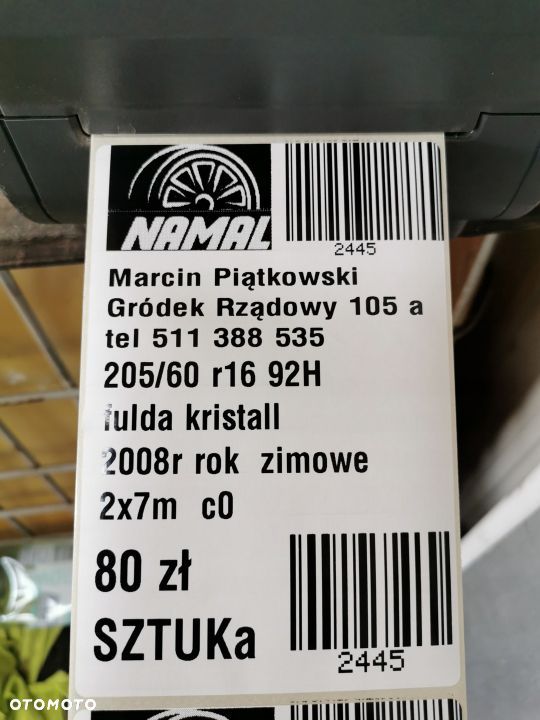 NAMAL
2445
Marcin Piątkowski
Gródek Rządowy 105 a
tel 511 388 535
205/60 r16 92H
fulda kristall
2008r rok zimowe
2x7m c0
80 zł
SZTUKa
2445
OTOMOTO